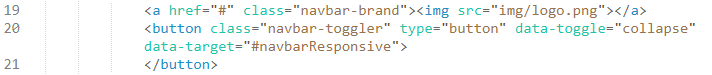 19 <a href="#" class="navbar-brand"><img src="img/logo.png"></a>
20 <button class="navbar-toggler" type="button" data-toggle="collapse"
data-target="#navbarResponsive">
21 </button>